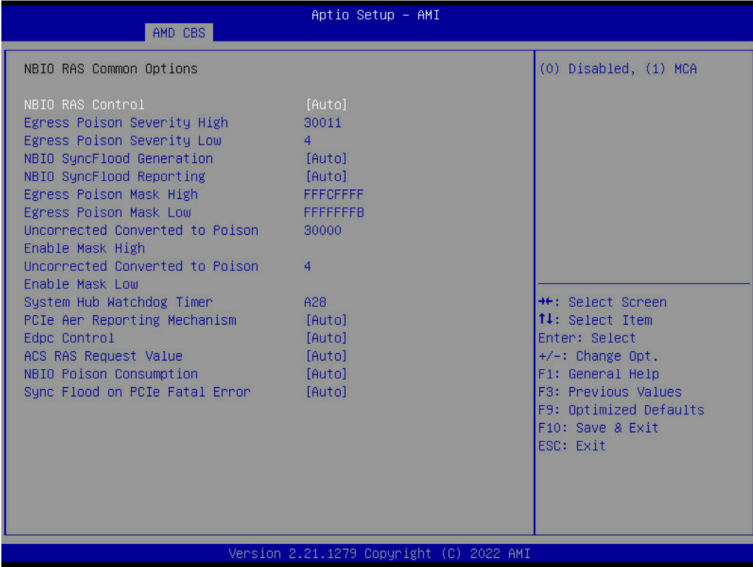 Aptio Setup – AMI
AMD CBS
NBIO RAS Common Options
NBIO RAS Control [Auto]
Egress Poison Severity High 30011
Egress Poison Severity Low 4
NBIO SyncFlood Generation [Auto]
NBIO SyncFlood Reporting [Auto]
Egress Poison Mask High FFFCFFFF
Egress Poison Mask Low FFFFFFFB
Uncorrected Converted to Poison 30000
Enable Mask High
Uncorrected Converted to Poison 4
Enable Mask Low
System Hub Watchdog Timer A28
PCIe Aer Reporting Mechanism [Auto]
Edpc Control [Auto]
ACS RAS Request Value [Auto]
NBIO Poison Consumption [Auto]
Sync Flood on PCIe Fatal Error [Auto]
(0) Disabled, (1) MCA
→←: Select Screen
↑↓: Select Item
Enter: Select
+/-: Change Opt.
F1: General Help
F3: Previous Values
F9: Optimized Defaults
F10: Save & Exit
ESC: Exit
Version 2.21.1279 Copyright (C) 2022 AMI